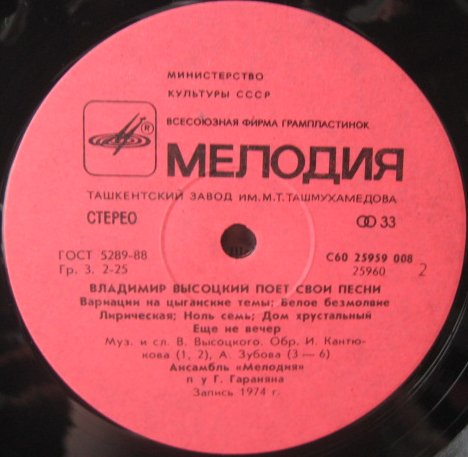 МИНИСТЕРСТВО
КУЛЬТУРЫ СССР
ВСЕСОЮЗНАЯ ФИРМА ГРАМПЛАСТИНОК
® МЕЛОДИЯ
ТАШКЕНТСКИЙ ЗАВОД ИМ. М. Т. ТАШМУХАМЕДОВА
СТЕРЕО 33
ГОСТ 5289-88 С60 25959 008
Гр. 3. 2-25 25960 2
ВЛАДИМИР ВЫСОЦКИЙ ПОЕТ СВОИ ПЕСНИ
Вариации на цыганские темы; Белое безмолвие
Лирическая; Ноль семь; Дом хрустальный
Еще не вечер
Муз. и сл. В. Высоцкого. Обр. И. Кантю-
кова (1, 2), А. Зубова (3 — 6)
Ансамбль «Мелодия»
п у Г. Гараняна
Запись 1974 г.